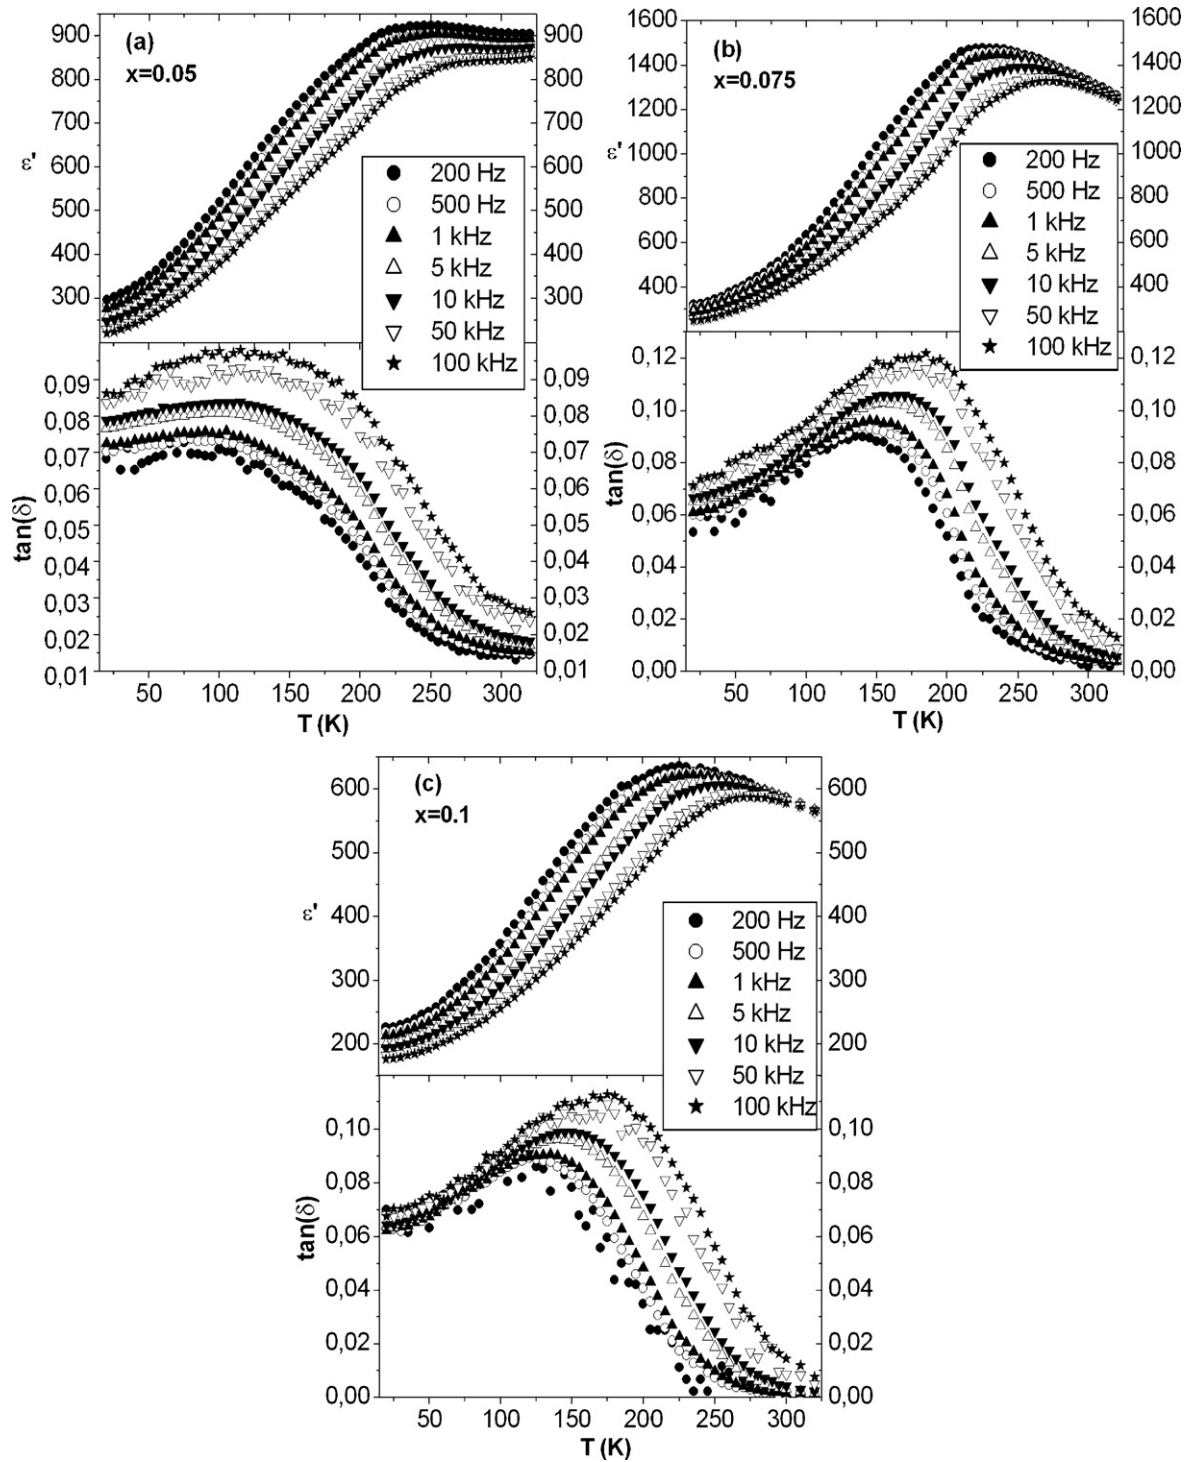 (a)
x=0.05
900
800
700
600
500
400
300
ε'
900
800
700
600
500
400
300
200 Hz
500 Hz
1 kHz
5 kHz
10 kHz
50 kHz
100 kHz
0,09
0,08
0,07
0,06
0,05
0,04
0,03
0,02
0,01
tan(δ)
0,09
0,08
0,07
0,06
0,05
0,04
0,03
0,02
0,01
50 100 150 200 250 300
T (K)
(b)
x=0.075
1600
1400
1200
1000
800
600
400
ε'
1600
1400
1200
1000
800
600
400
200 Hz
500 Hz
1 kHz
5 kHz
10 kHz
50 kHz
100 kHz
0,12
0,10
0,08
0,06
0,04
0,02
0,00
tan(δ)
0,12
0,10
0,08
0,06
0,04
0,02
0,00
50 100 150 200 250 300
T (K)
(c)
x=0.1
600
500
400
300
200
ε'
600
500
400
300
200
200 Hz
500 Hz
1 kHz
5 kHz
10 kHz
50 kHz
100 kHz
0,10
0,08
0,06
0,04
0,02
0,00
tan(δ)
0,10
0,08
0,06
0,04
0,02
0,00
50 100 150 200 250 300
T (K)